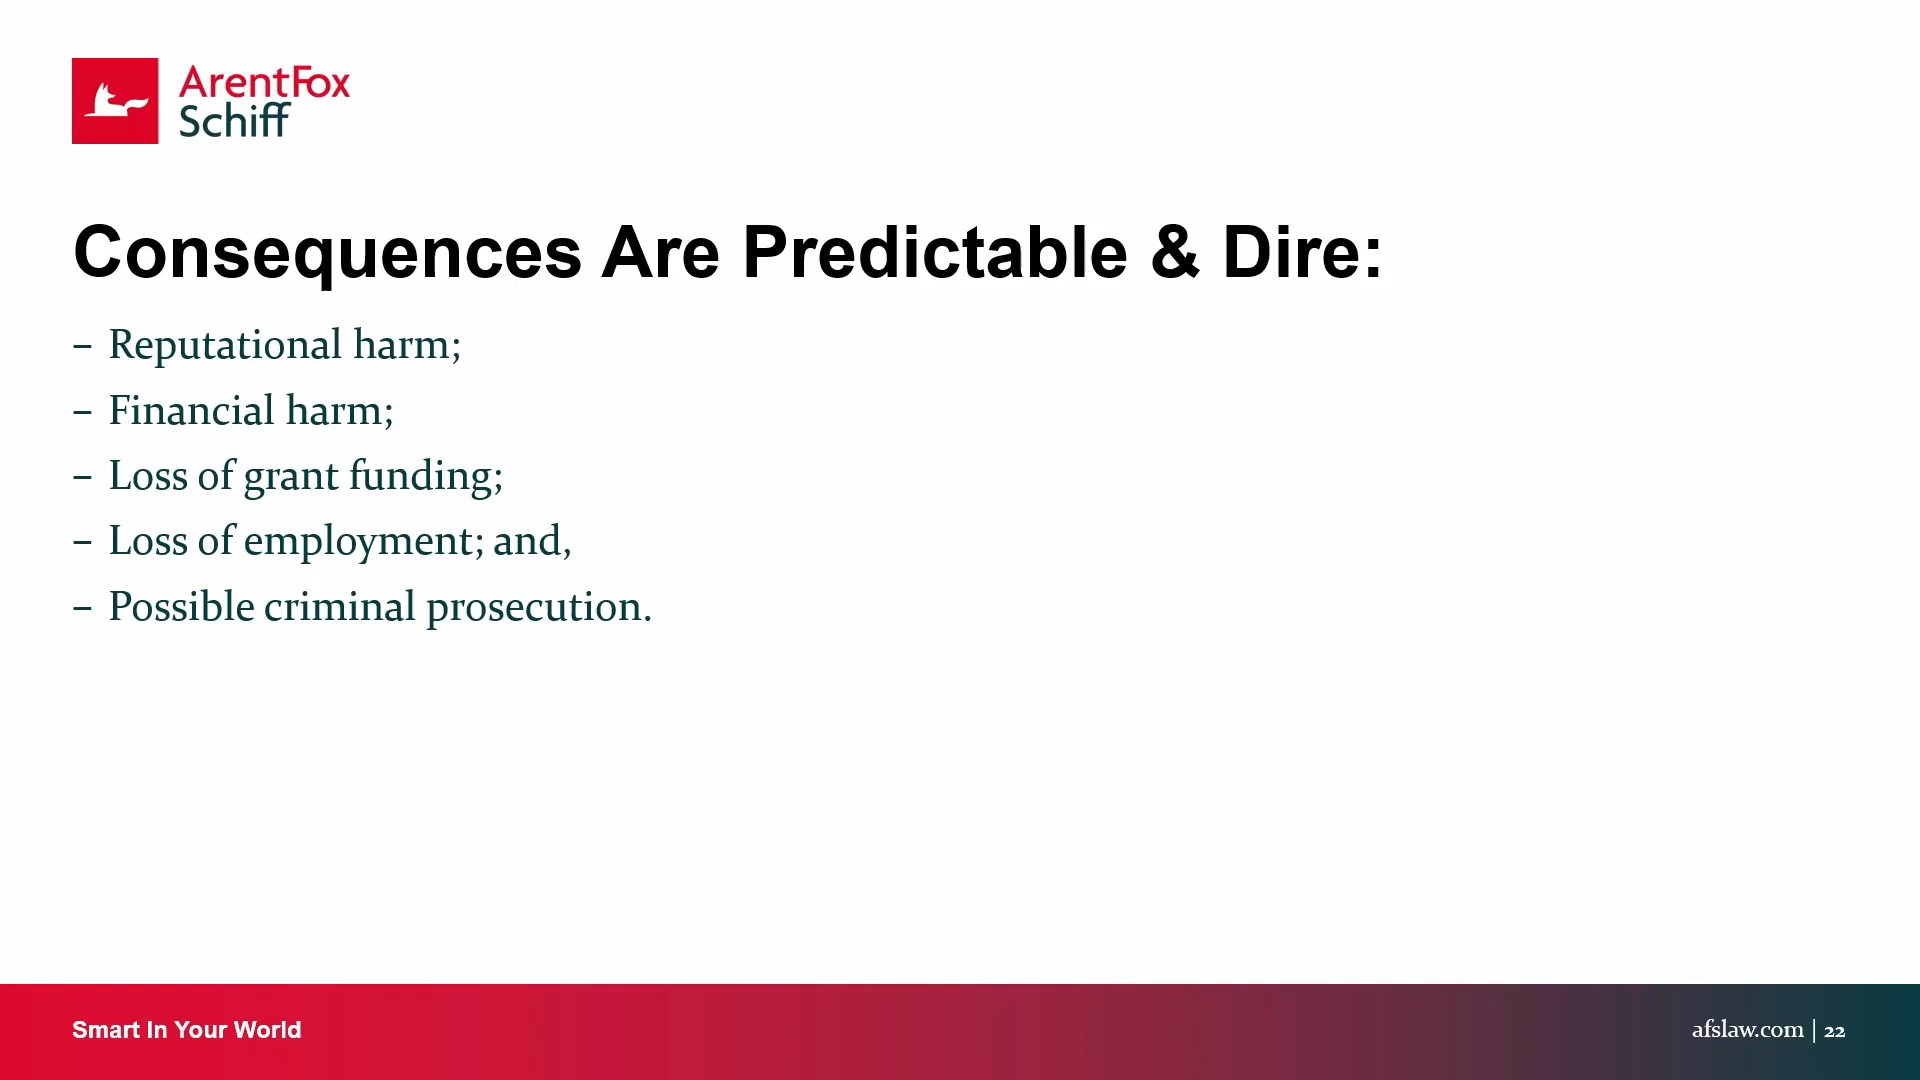 ArentFox
Schiff
Consequences Are Predictable & Dire:
– Reputational harm;
– Financial harm;
– Loss of grant funding;
– Loss of employment; and,
– Possible criminal prosecution.
Smart In Your World
afslaw.com | 22